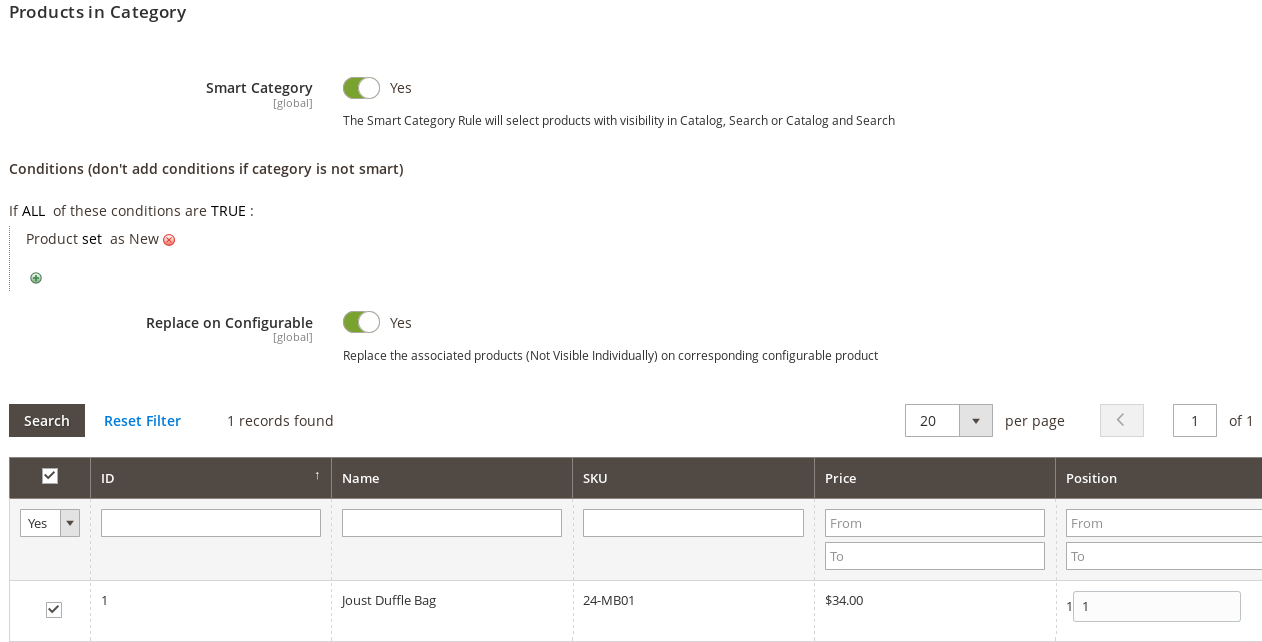 Products in Category
Smart Category
Yes
[global]
The Smart Category Rule will select products with visibility in Catalog, Search or Catalog and Search
Conditions (don't add conditions if category is not smart)
If ALL of these conditions are TRUE :
Product set as New
Replace on Configurable
Yes
[global]
Replace the associated products (Not Visible Individually) on corresponding configurable product
Search Reset Filter 1 records found 20 per page 1 of 1
ID ↑ Name SKU Price Position
Yes From From
To To
1 Joust Duffle Bag 24-MB01 $34.00 1 1